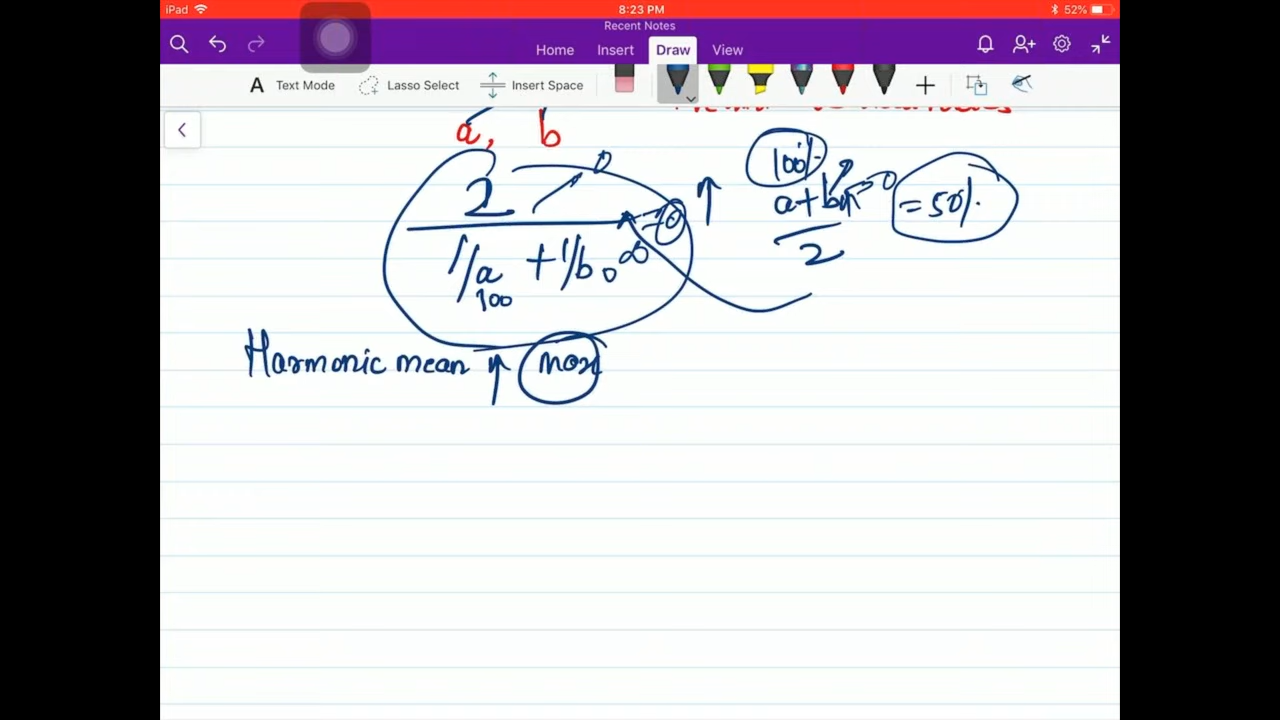 iPad 8:23 PM 52%
Recent Notes
Home Insert Draw View
A Text Mode Lasso Select Insert Space
a, b
100%
2 0
= 0
a+b =0
= 50%
2
1/a + 1/b 0 ∞
100
Harmonic mean ↑ max